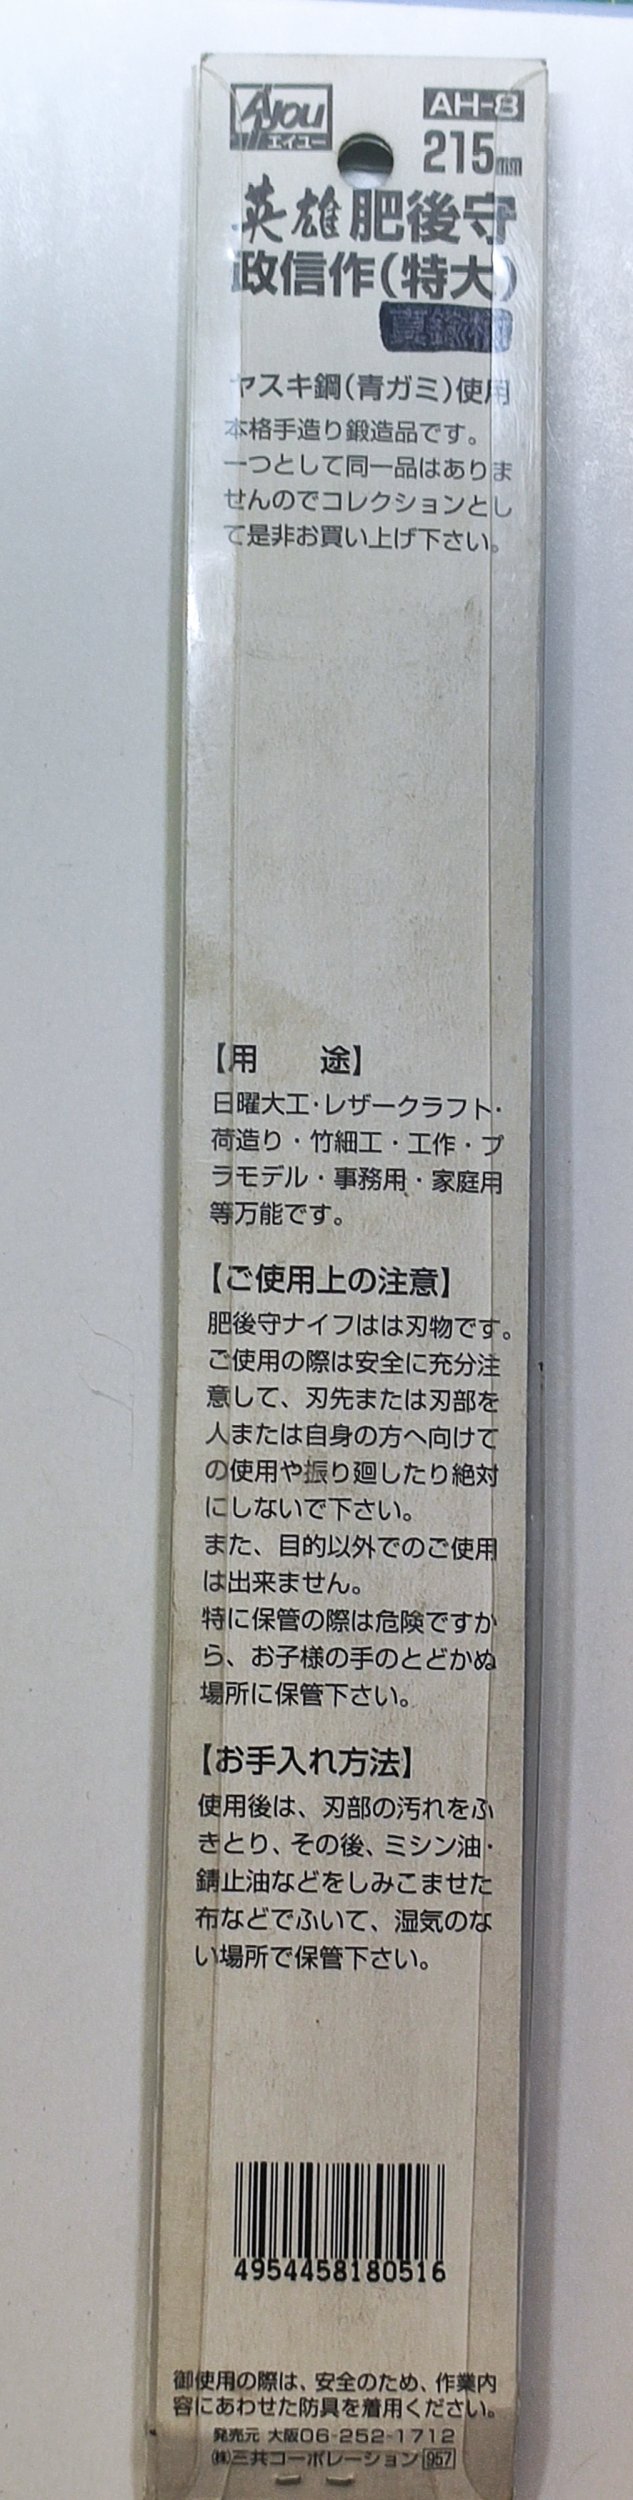 Ayou
エイユー
AH-8
215mm
英雄肥後守
政信作(特大)
ヤスキ鋼(青ガミ)使用
本格手造り鍛造品です。
一つとして同一品はありま
せんのでコレクションとし
て是非お買い上げ下さい。
【用 途】
日曜大工・レザークラフト・
荷造り・竹細工・工作・プ
ラモデル・事務用・家庭用
等万能です。
【ご使用上の注意】
肥後守ナイフはは刃物です。
ご使用の際は安全に充分注
意して、刃先または刃部を
人または自身の方へ向けて
の使用や振り廻したり絶対
にしないで下さい。
また、目的以外でのご使用
は出来ません。
特に保管の際は危険ですか
ら、お子様の手のとどかぬ
場所に保管下さい。
【お手入れ方法】
使用後は、刃部の汚れをふ
きとり、その後、ミシン油・
錆止油などをしみこませた
布などでふいて、湿気のな
い場所で保管下さい。
4954458180516
御使用の際は、安全のため、作業内
容にあわせた防具を着用ください。
発売元 大阪06-252-1712
㈱三共コーポレーション 957